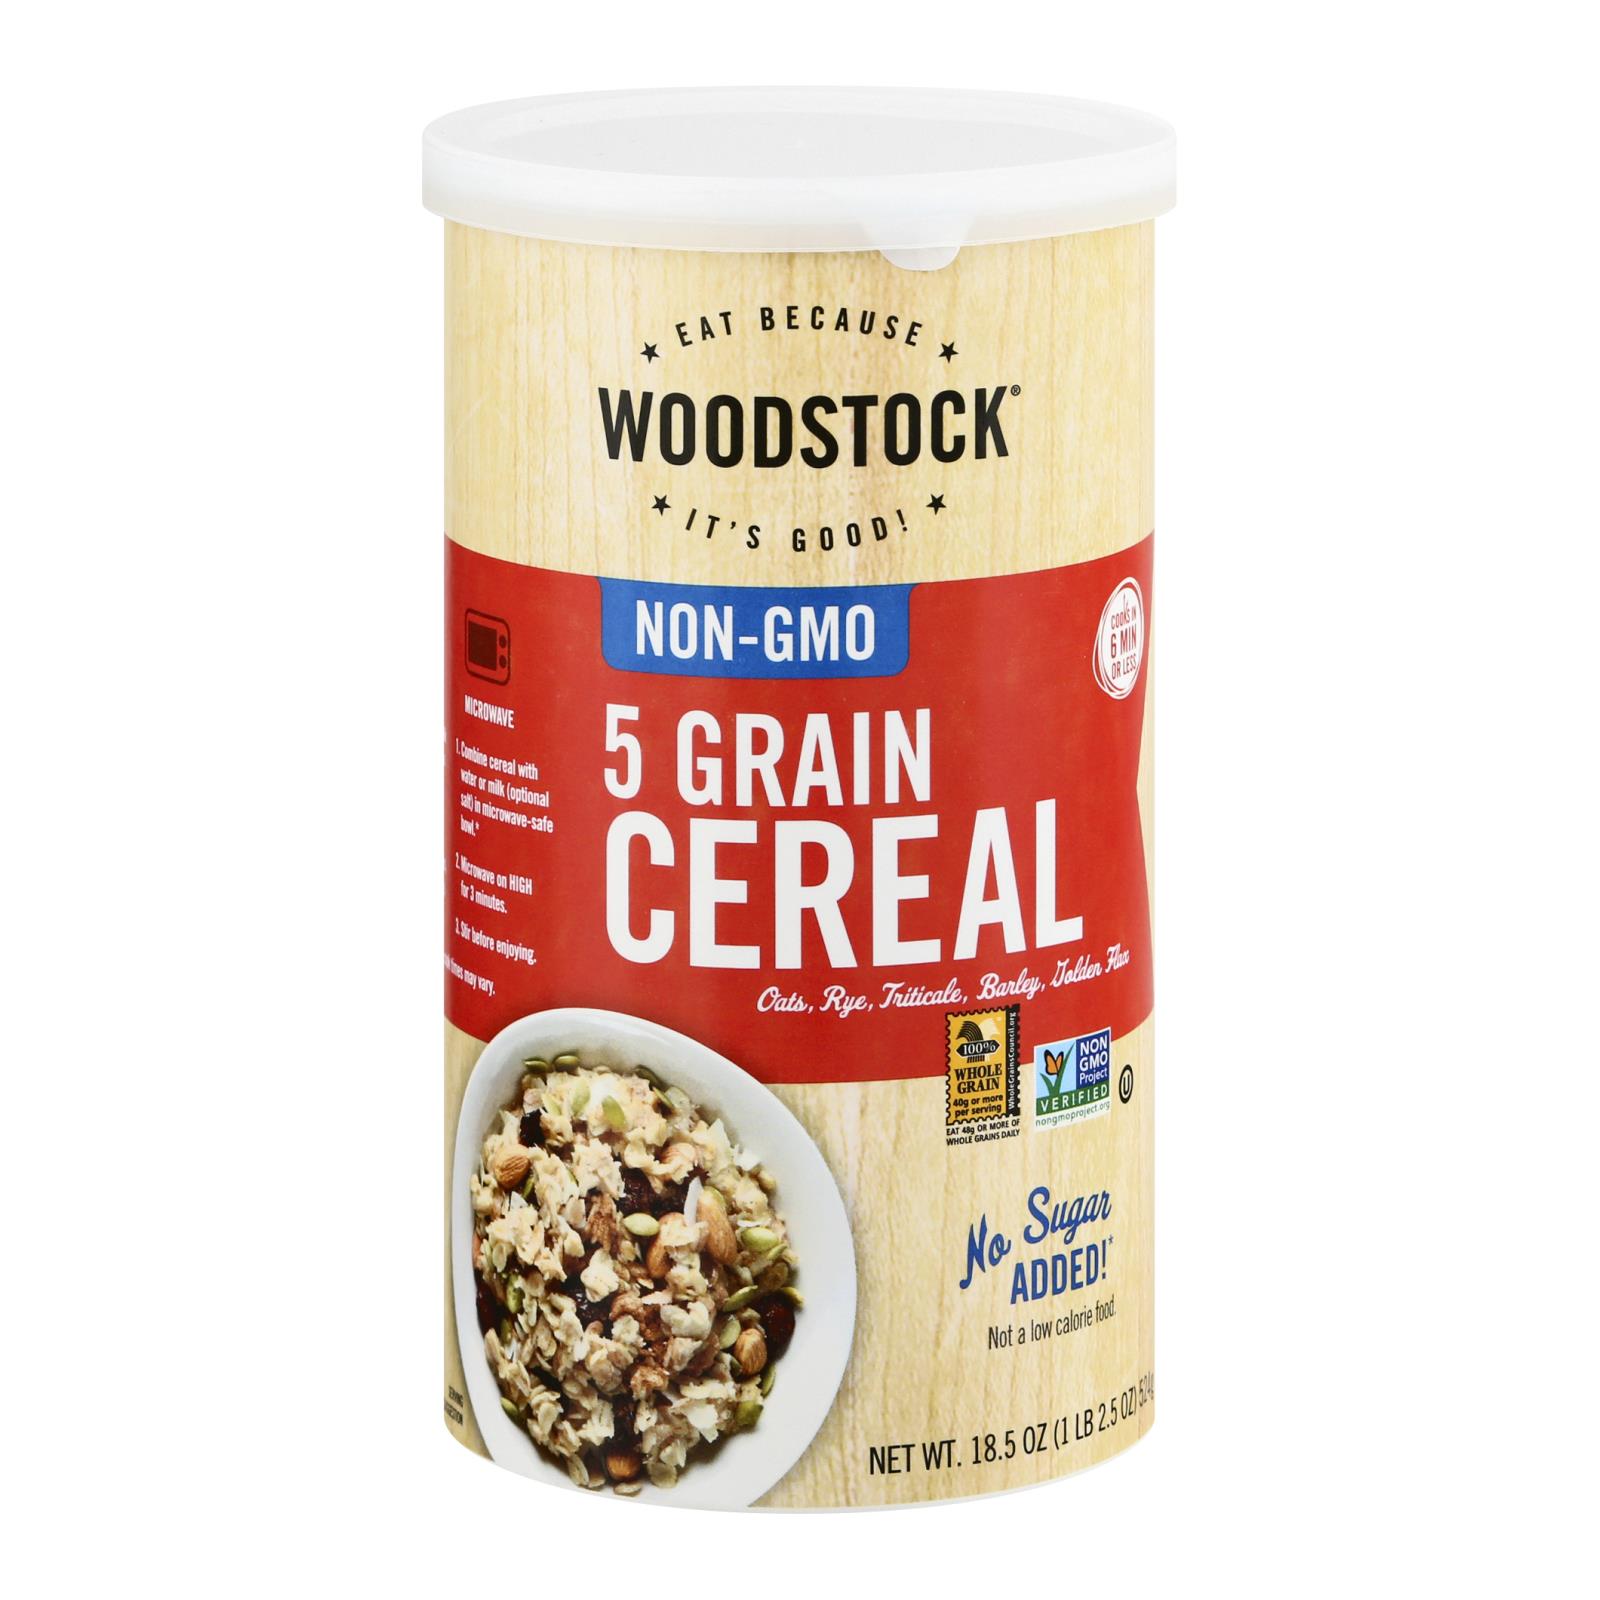 EAT BECAUSE
WOODSTOCK®
IT'S GOOD!
NON-GMO
5 GRAIN
CEREAL
Oats, Rye, Triticale, Barley, Golden Flax
COOKS IN
6 MIN
OR LESS
MICROWAVE
1. Combine cereal with
water or milk (optional
salt) in microwave-safe
bowl.*
2. Microwave on HIGH
for 3 minutes.
3. Stir before enjoying.
times may vary.
100%
WHOLE
GRAIN
40g or more
per serving
WholeGrainsCouncil.org
EAT 48g OR MORE OF
WHOLE GRAINS DAILY
NON
GMO
Project
VERIFIED
nongmoproject.org
U
No Sugar
ADDED!*
Not a low calorie food.
SERVING
SUGGESTION
NET WT. 18.5 OZ (1 LB 2.5 OZ) 524g